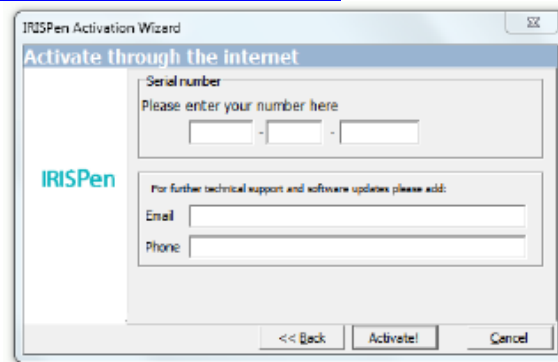 IRISPen Activation Wizard
Activate through the internet
Serial number
Please enter your number here
- -
IRISPen
For further technical support and software updates please add:
Email
Phone
<< Back Activate! Cancel